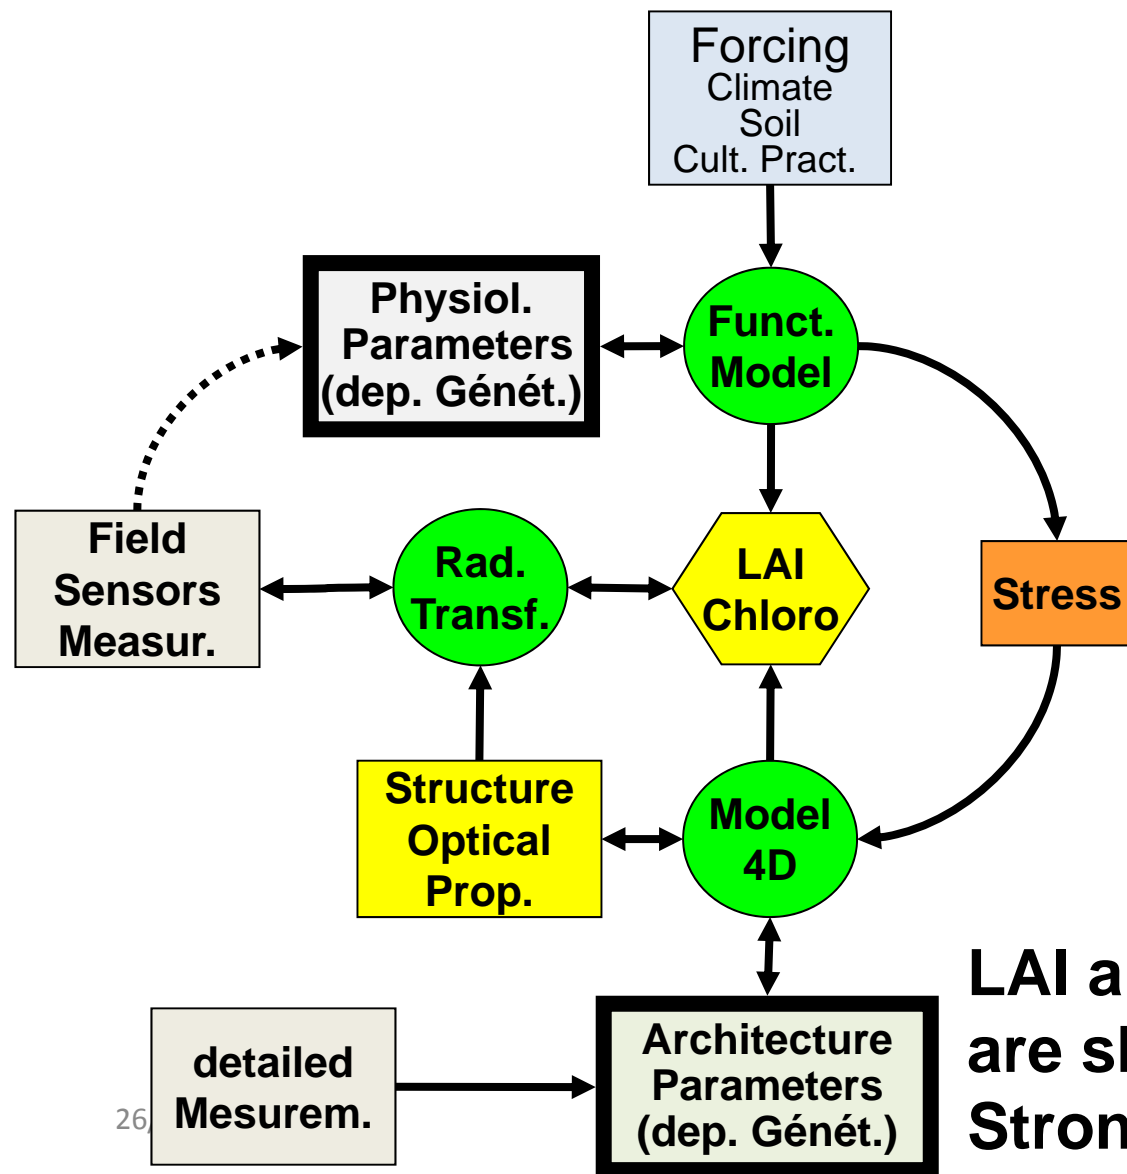 Forcing
Climate
Soil
Cult. Pract.
Physiol.
Parameters
(dep. Génét.)
Funct.
Model
Field
Sensors
Measur.
Rad.
Transf.
LAI
Chloro
Stress
Structure
Optical
Prop.
Model
4D
detailed
Mesurem.
26/
Architecture
Parameters
(dep. Génét.)
LAI a
are s
Stron